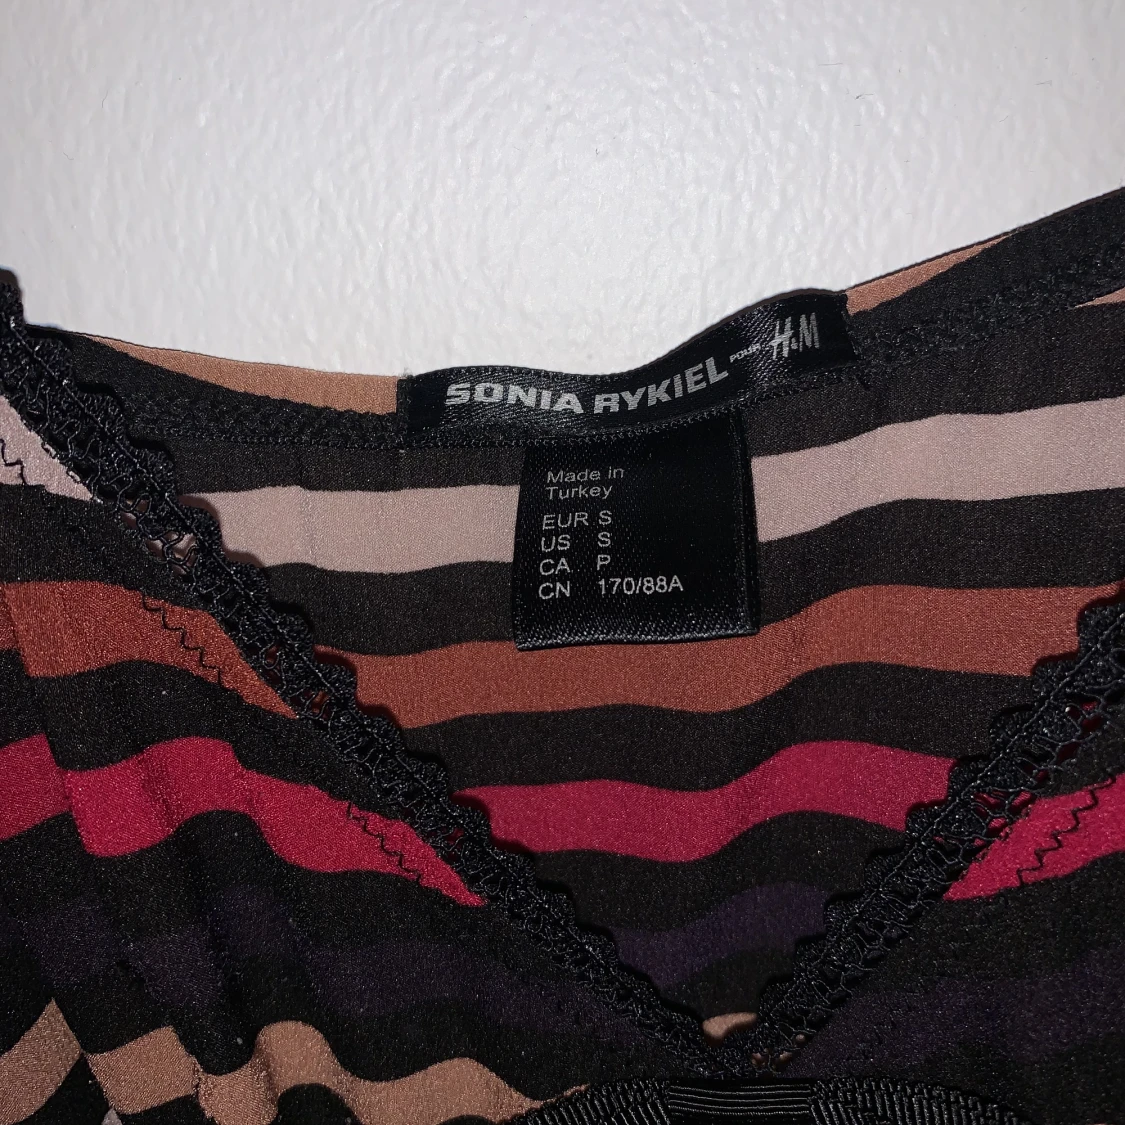 SONIA RYKIEL POUR H&M
Made in
Turkey
EUR S
US S
CA P
CN 170/88A